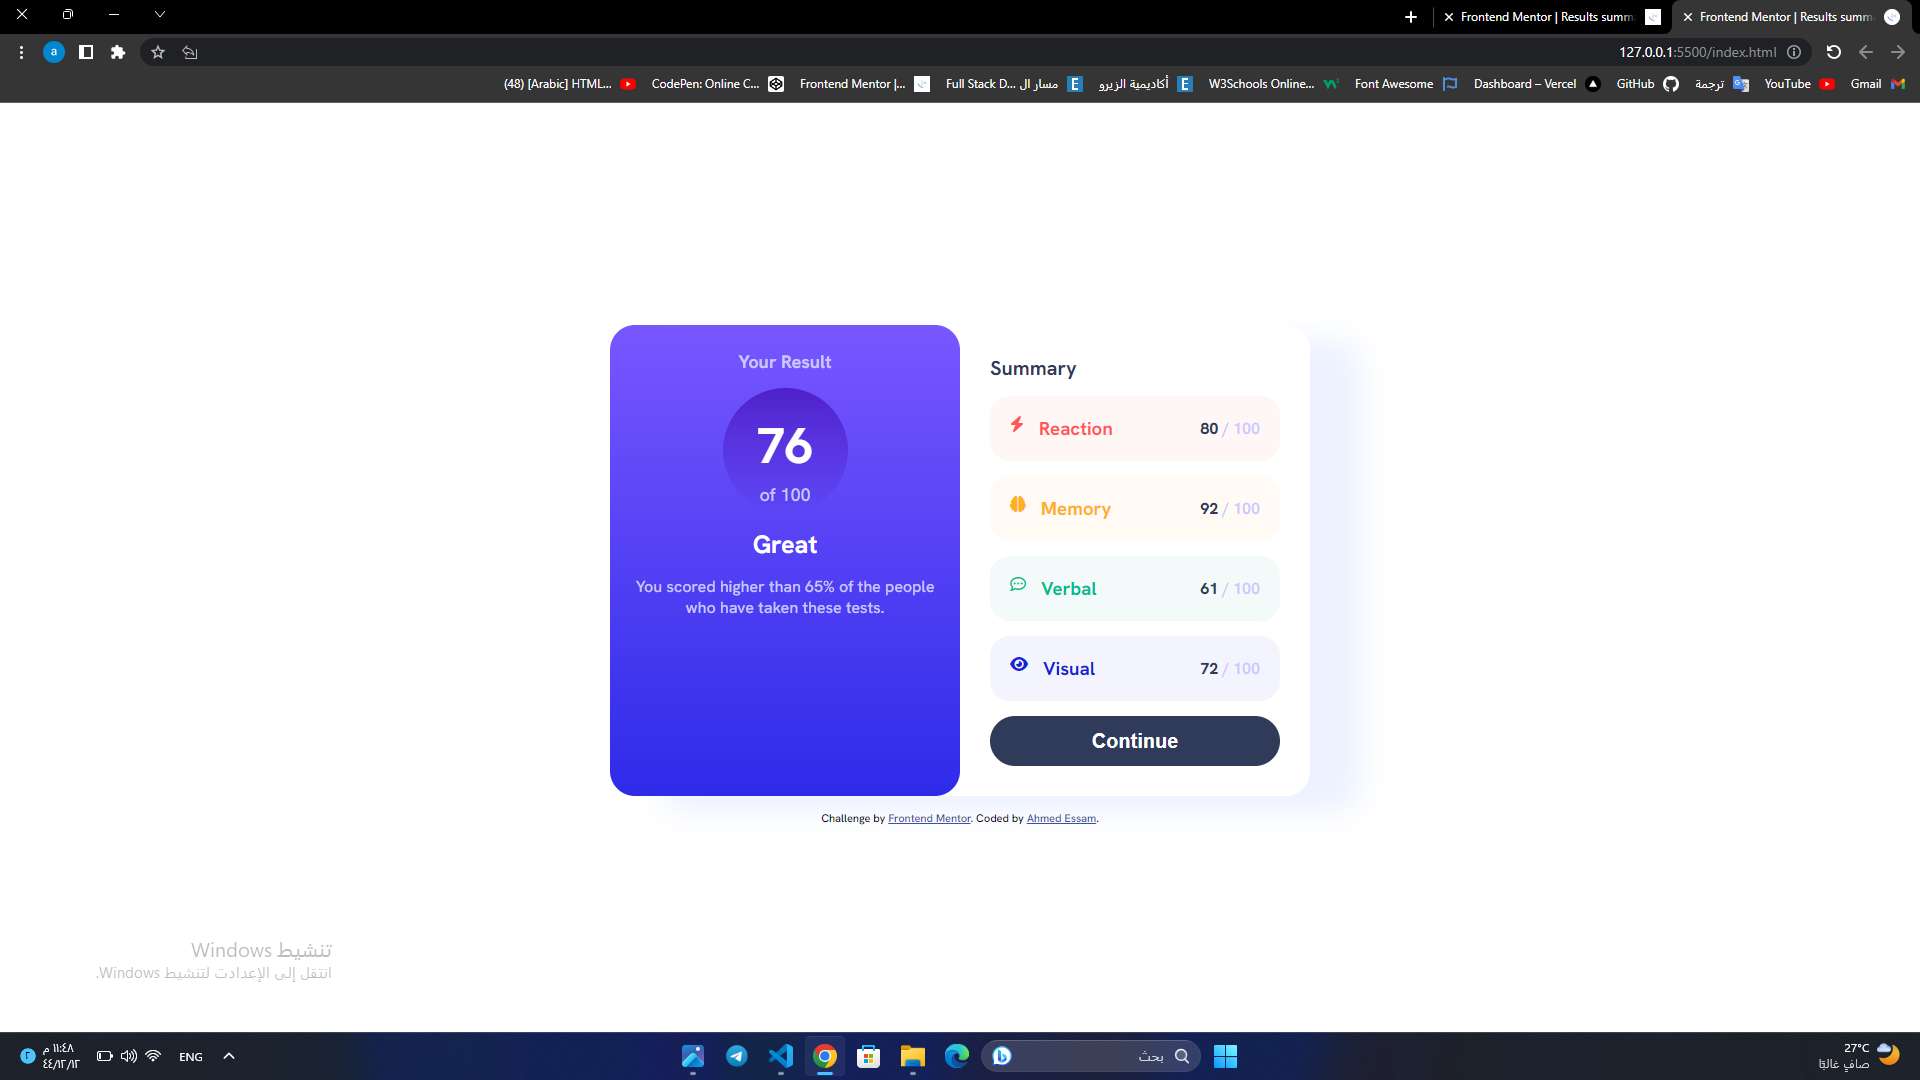 Frontend Mentor | Results summ
Frontend Mentor | Results summ
a
127.0.0.1:5500/index.html
(48) [Arabic] HTML...
CodePen: Online C...
Frontend Mentor |...
Full Stack D... مسار ال
أكاديمية الزيرو
W3Schools Online...
Font Awesome
Dashboard – Vercel
GitHub
ترجمة
YouTube
Gmail
Your Result
76
of 100
Great
You scored higher than 65% of the people
who have taken these tests.
Summary
Reaction 80 / 100
Memory 92 / 100
Verbal 61 / 100
Visual 72 / 100
Continue
Challenge by Frontend Mentor. Coded by Ahmed Essam.
تنشيط Windows
انتقل إلى الإعدادت لتنشيط Windows.
١١:٤٨ م
٤٤/١٢/١٢
٢
ENG
بحث
27°C
صافٍ غالبًا